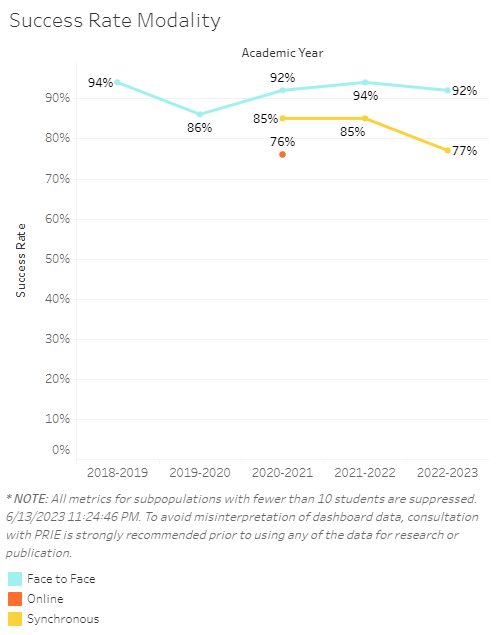 Success Rate Modality
Academic Year
94%
86%
92%
94%
92%
85%
85%
77%
76%
90%
80%
70%
60%
50%
40%
30%
20%
10%
0%
Success Rate
2018-2019 2019-2020 2020-2021 2021-2022 2022-2023
* NOTE: All metrics for subpopulations with fewer than 10 students are suppressed.
6/13/2023 11:24:46 PM. To avoid misinterpretation of dashboard data, consultation
with PRIE is strongly recommended prior to using any of the data for research or
publication.
Face to Face
Online
Synchronous